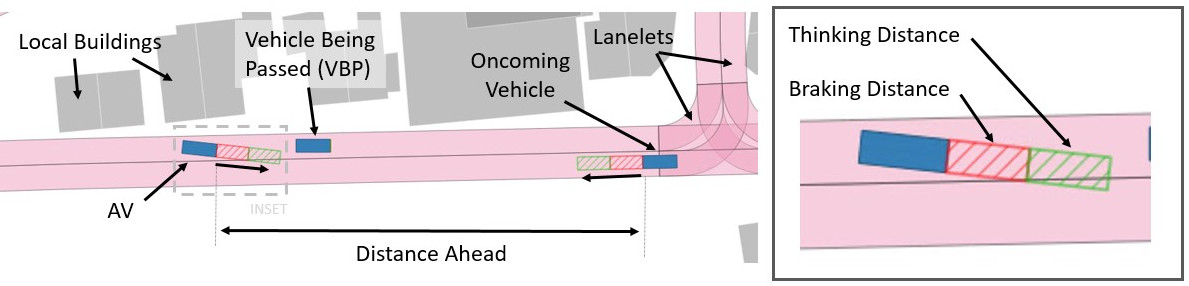 Local Buildings
Vehicle Being
Passed (VBP)
Oncoming
Vehicle
Lanelets
AV
INSET
Distance Ahead
Thinking Distance
Braking Distance